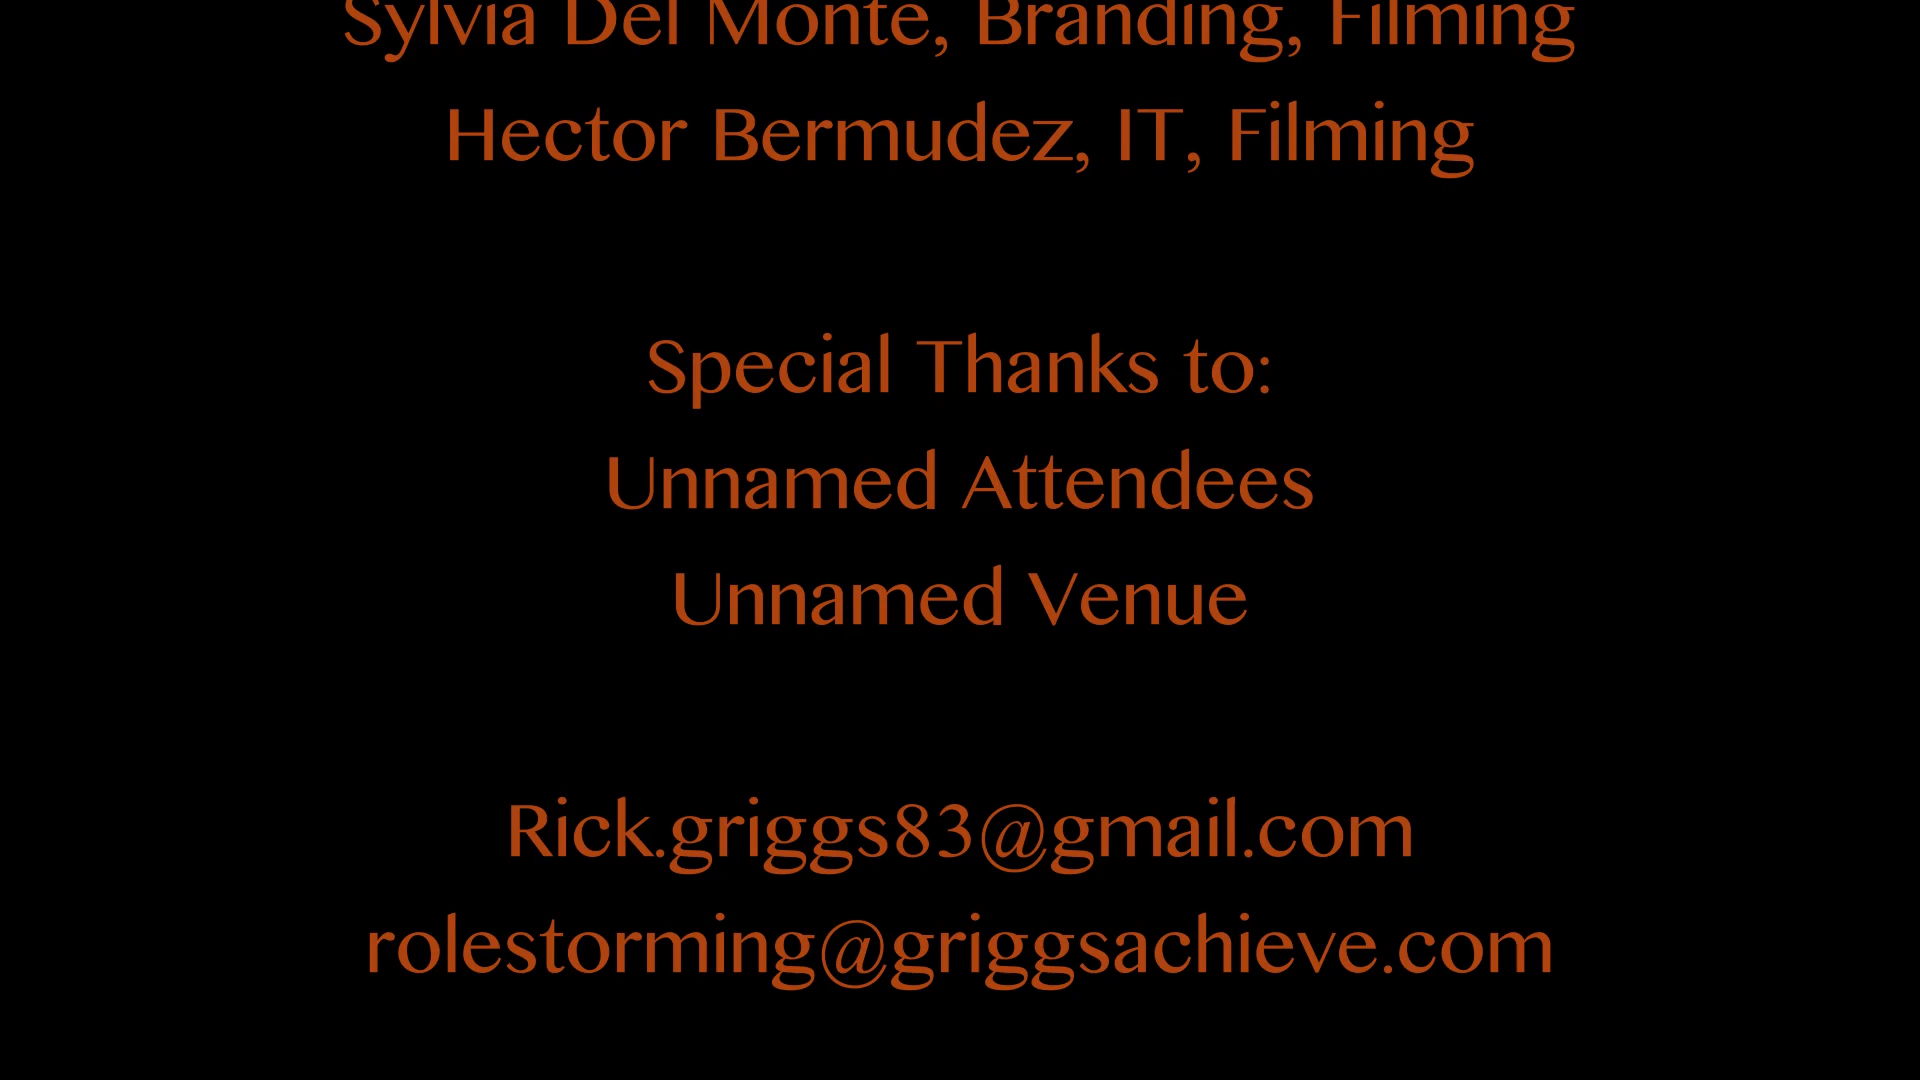 Sylvia Del Monte, Branding, Filming
Hector Bermudez, IT, Filming
Special Thanks to:
Unnamed Attendees
Unnamed Venue
Rick.griggs83@gmail.com
rolestorming@griggsachieve.com